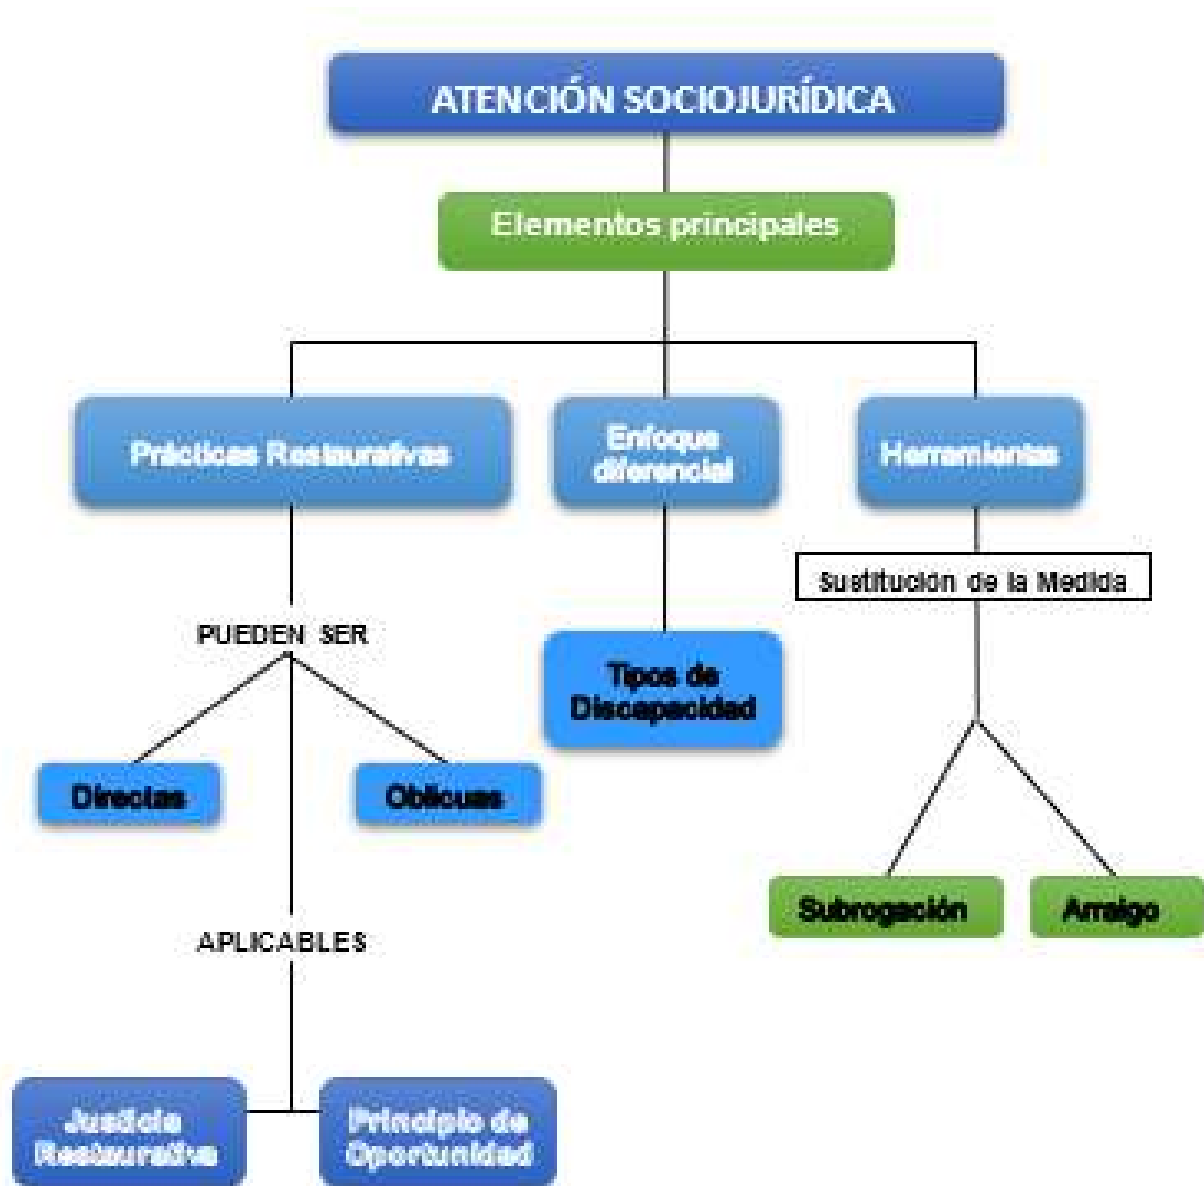 ATENCIÓN SOCIOJURÍDICA
Elementos principales
Prácticas Restaurativas
Enfoque
diferencial
Herramientas
Sustitución de la Medida
PUEDEN SER
Tipos de
Discapacidad
Directas
Oblicuas
Subrogación
Arraigo
APLICABLES
Justicia
Restaurativa
Principio de
Oportunidad